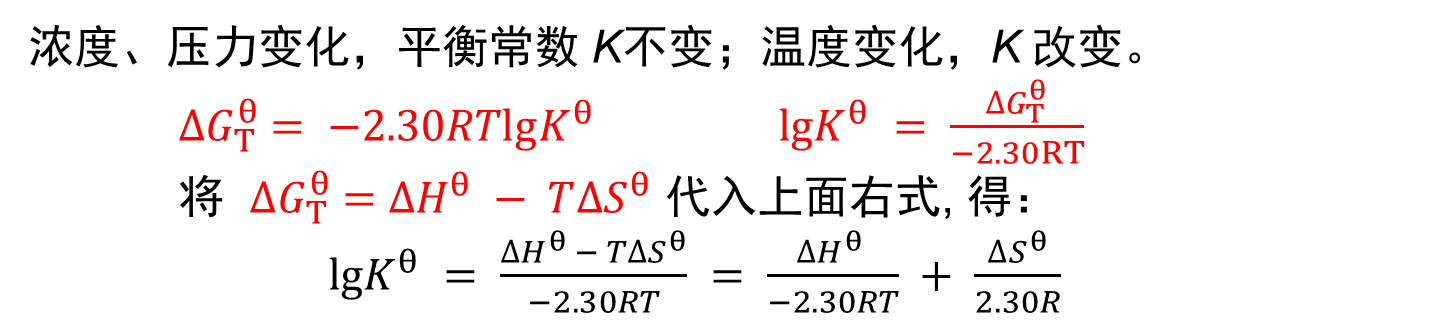 浓度、压力变化，平衡常数 K不变；温度变化，K 改变。
ΔG_T^θ = −2.30RTlgK^θ    lgK^θ = ΔG_T^θ / −2.30RT
将 ΔG_T^θ = ΔH^θ − TΔS^θ 代入上面右式, 得：
lgK^θ = (ΔH^θ − TΔS^θ) / −2.30RT = ΔH^θ / −2.30RT + ΔS^θ / 2.30R